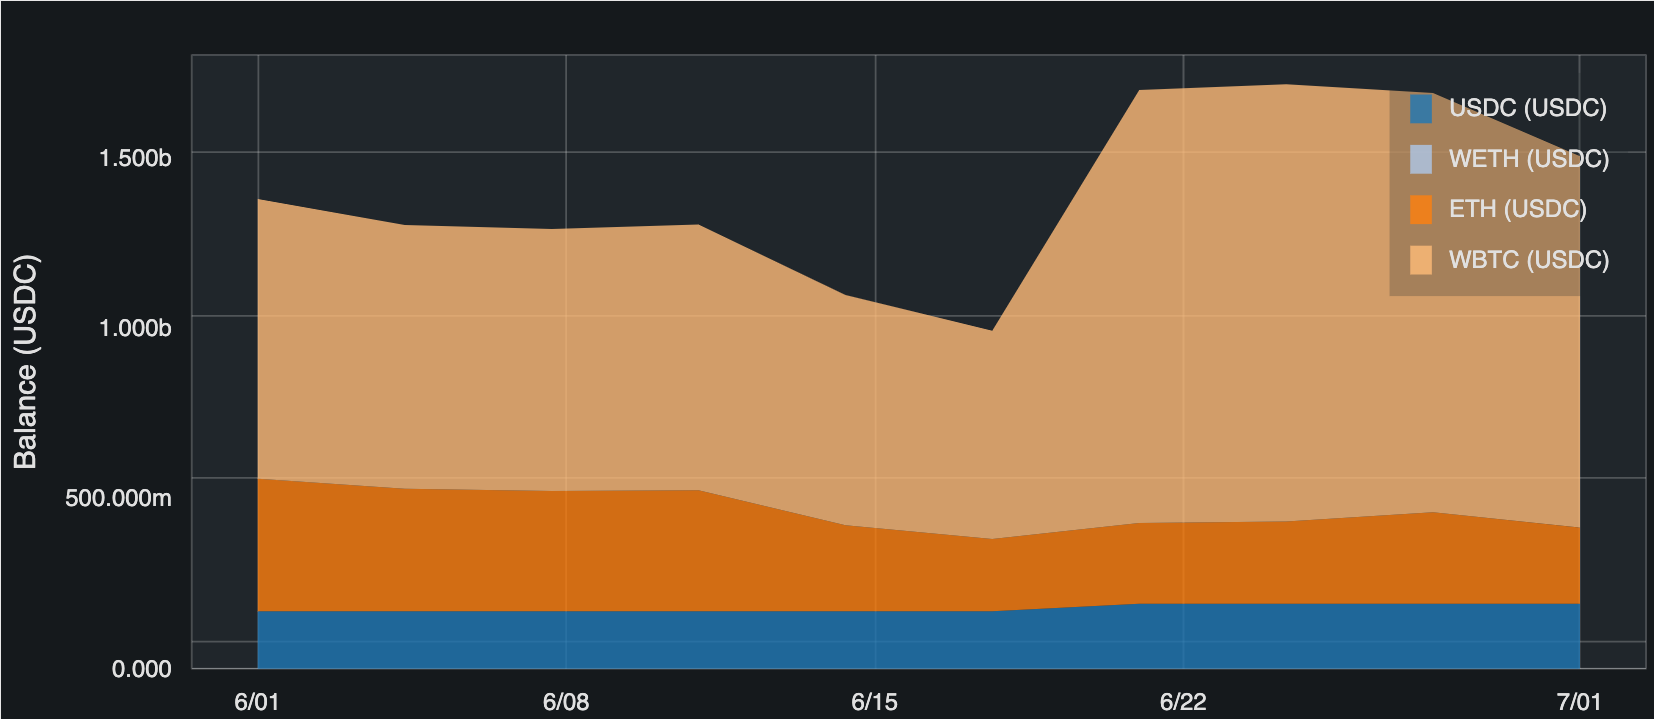 Balance (USDC)
1.500b
1.000b
500.000m
0.000
6/01
6/08
6/15
6/22
7/01
USDC (USDC)
WETH (USDC)
ETH (USDC)
WBTC (USDC)